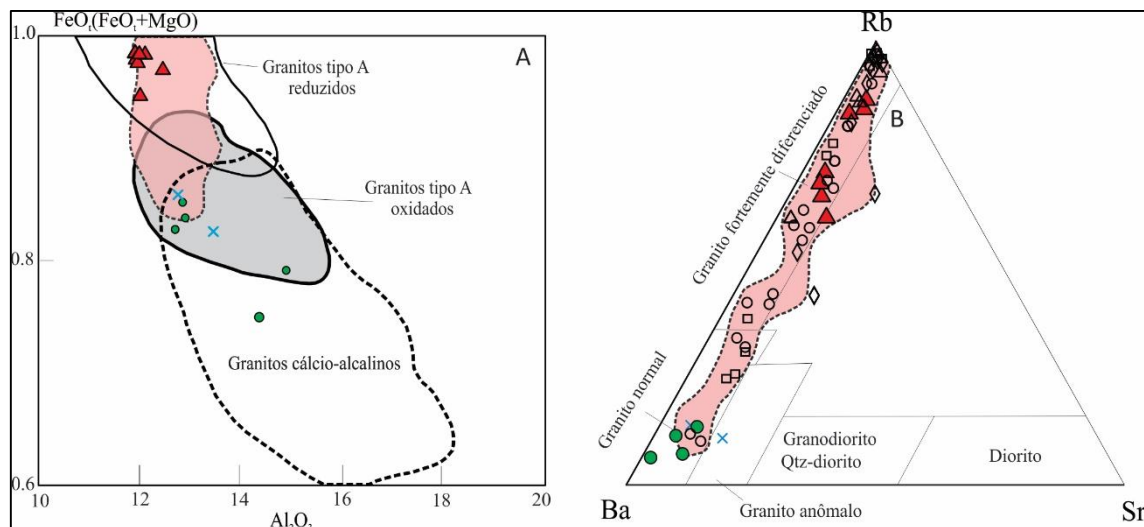 FeOt(FeOt+MgO)
1.0
0.8
0.6
10
12
14
16
18
20
Al2O3
A
Granitos tipo A
reduzidos
Granitos tipo A
oxidados
Granitos cálcio-alcalinos
Rb
B
Granito fortemente diferenciado
Granito normal
Granodiorito
Qtz-diorito
Diorito
Granito anômalo
Ba
Sr